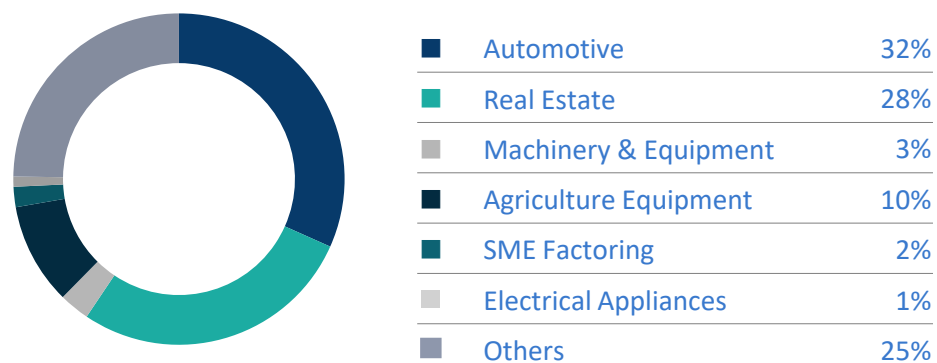 Automotive 32%
Real Estate 28%
Machinery & Equipment 3%
Agriculture Equipment 10%
SME Factoring 2%
Electrical Appliances 1%
Others 25%